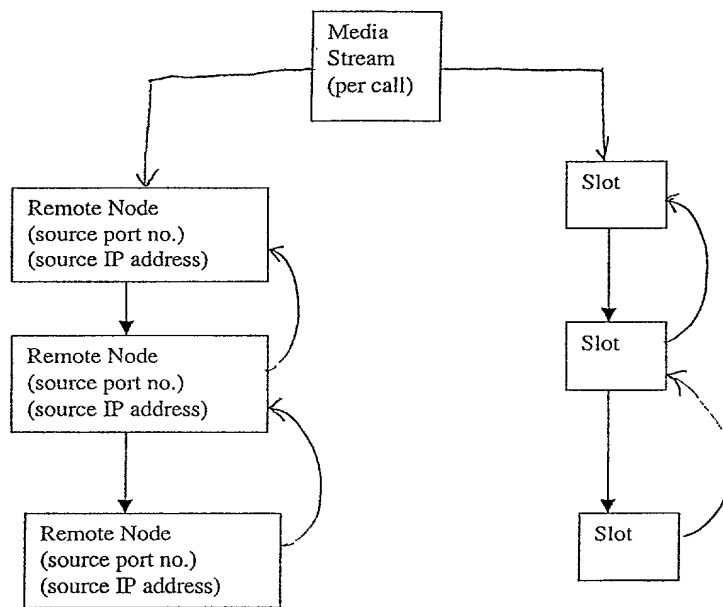 Media
Stream
(per call)
Remote Node
(source port no.)
(source IP address)
Slot
Remote Node
(source port no.)
(source IP address)
Slot
Remote Node
(source port no.)
(source IP address)
Slot